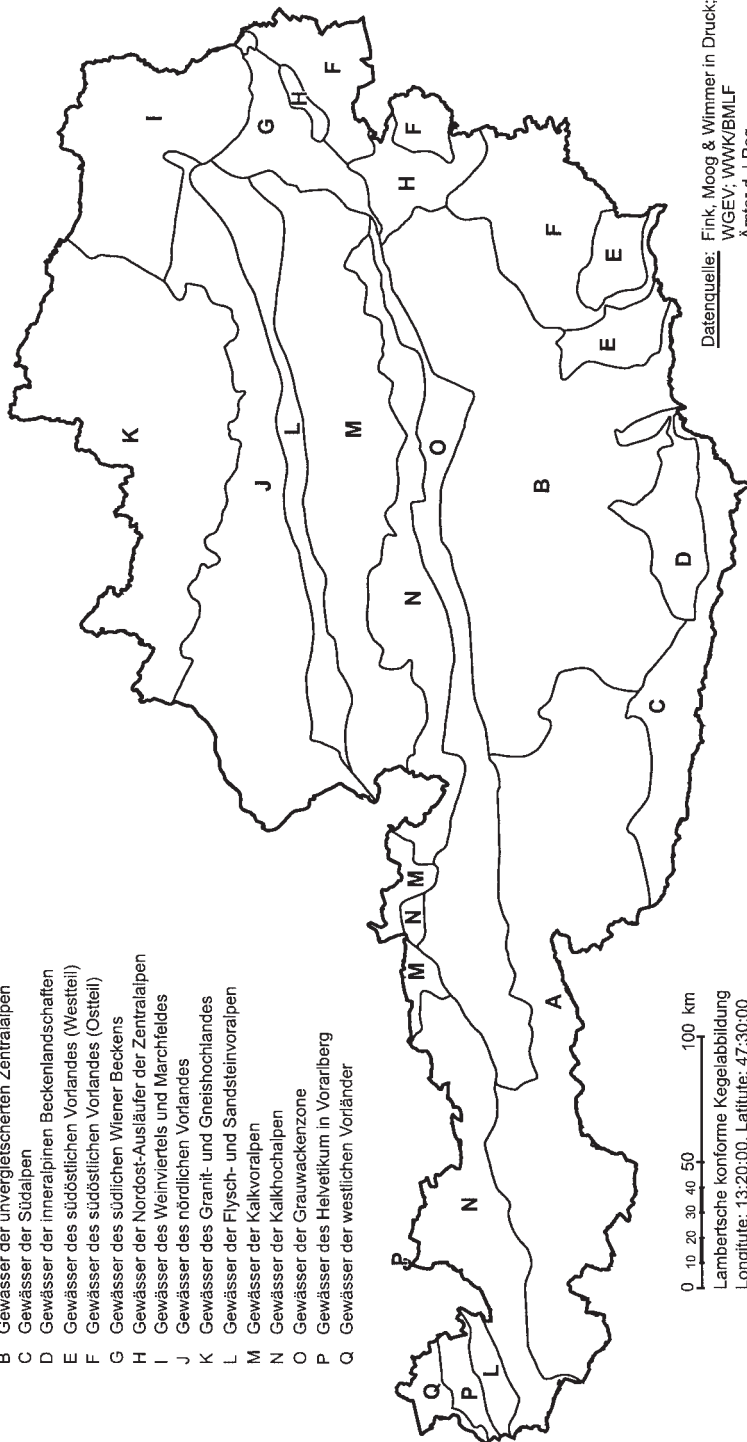 B Gewässer der unvergletscherten Zentralalpen
C Gewässer der Südalpen
D Gewässer der inneralpinen Beckenlandschaften
E Gewässer des südöstlichen Vorlandes (Westteil)
F Gewässer des südöstlichen Vorlandes (Ostteil)
G Gewässer des südlichen Wiener Beckens
H Gewässer der Nordost-Ausläufer der Zentralalpen
I Gewässer des Weinviertels und Marchfeldes
J Gewässer des nördlichen Vorlandes
K Gewässer des Granit- und Gneishochlandes
L Gewässer der Flysch- und Sandsteinvoralpen
M Gewässer der Kalkvoralpen
N Gewässer der Kalkhochalpen
O Gewässer der Grauwackenzone
P Gewässer des Helvetikum in Vorarlberg
Q Gewässer der westlichen Vorländer
I
K
G
F
H
J
L
H
F
M
M
N
M
N
O
F
E
P
N
B
E
Q
P
L
D
A
C
0 10 20 30 40 50 100 km
Lambertsche konforme Kegelabbildung
Longitute: 13:20:00, Latitute: 47:30:00
Datenquelle: Fink, Moog & Wimmer in Druck;
WGEV; WWK/BMLF